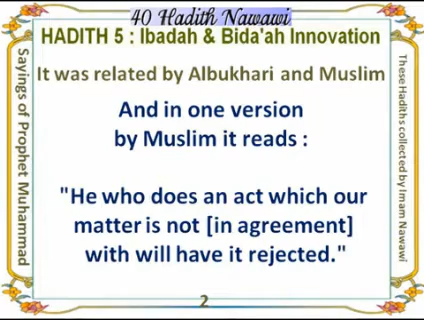 40 Hadith Nawawi
HADITH 5 : Ibadah & Bida'ah Innovation
It was related by Albukhari and Muslim
And in one version
by Muslim it reads :
"He who does an act which our
matter is not [in agreement]
with will have it rejected."
Sayings of Prophet Muhammad
These Hadiths collected by Imam Nawawi
2